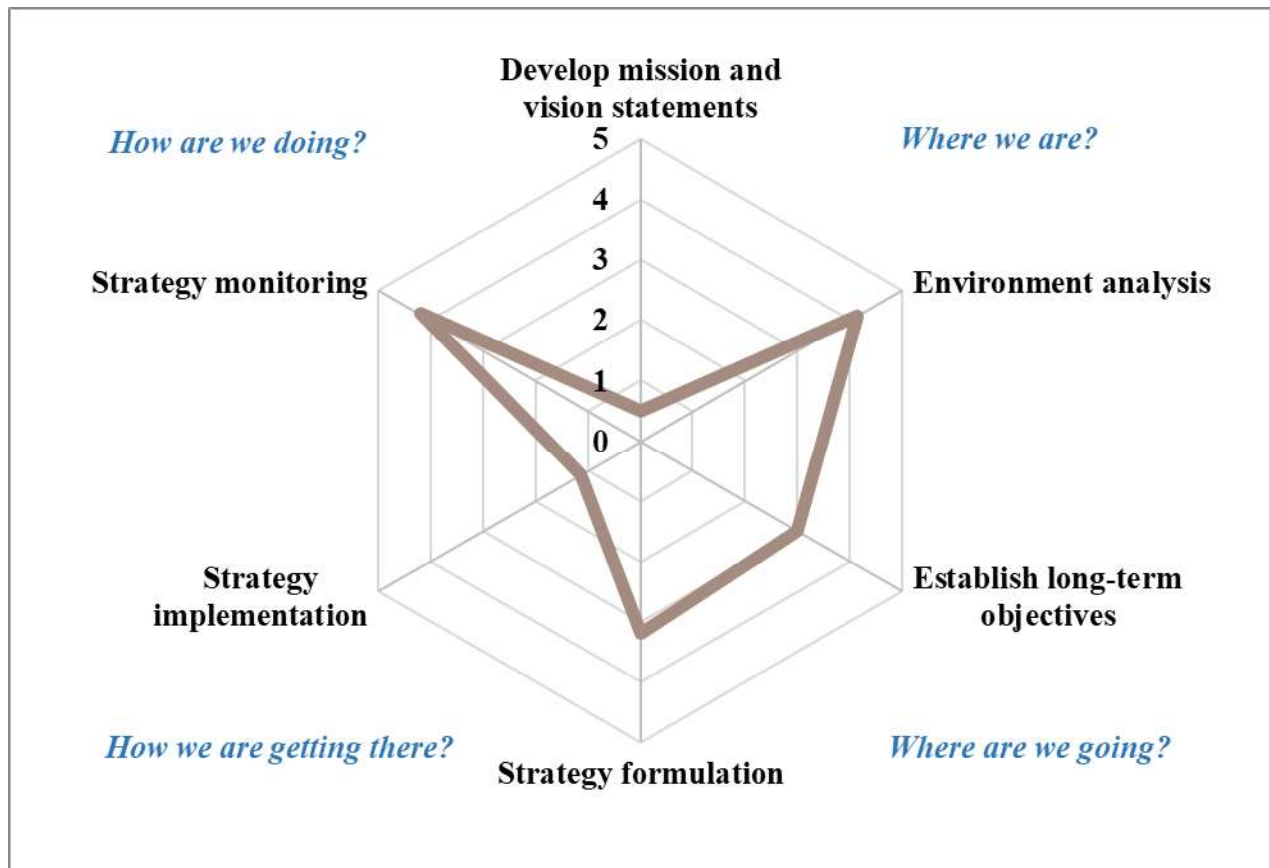 Develop mission and
vision statements
How are we doing?
Where we are?
5
4
3
2
1
0
Strategy monitoring
Environment analysis
Strategy
implementation
Establish long-term
objectives
How we are getting there?
Where are we going?
Strategy formulation